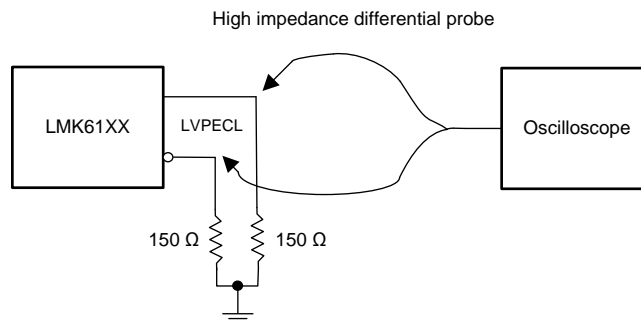 High impedance differential probe
LMK61XX
LVPECL
Oscilloscope
150 Ω
150 Ω